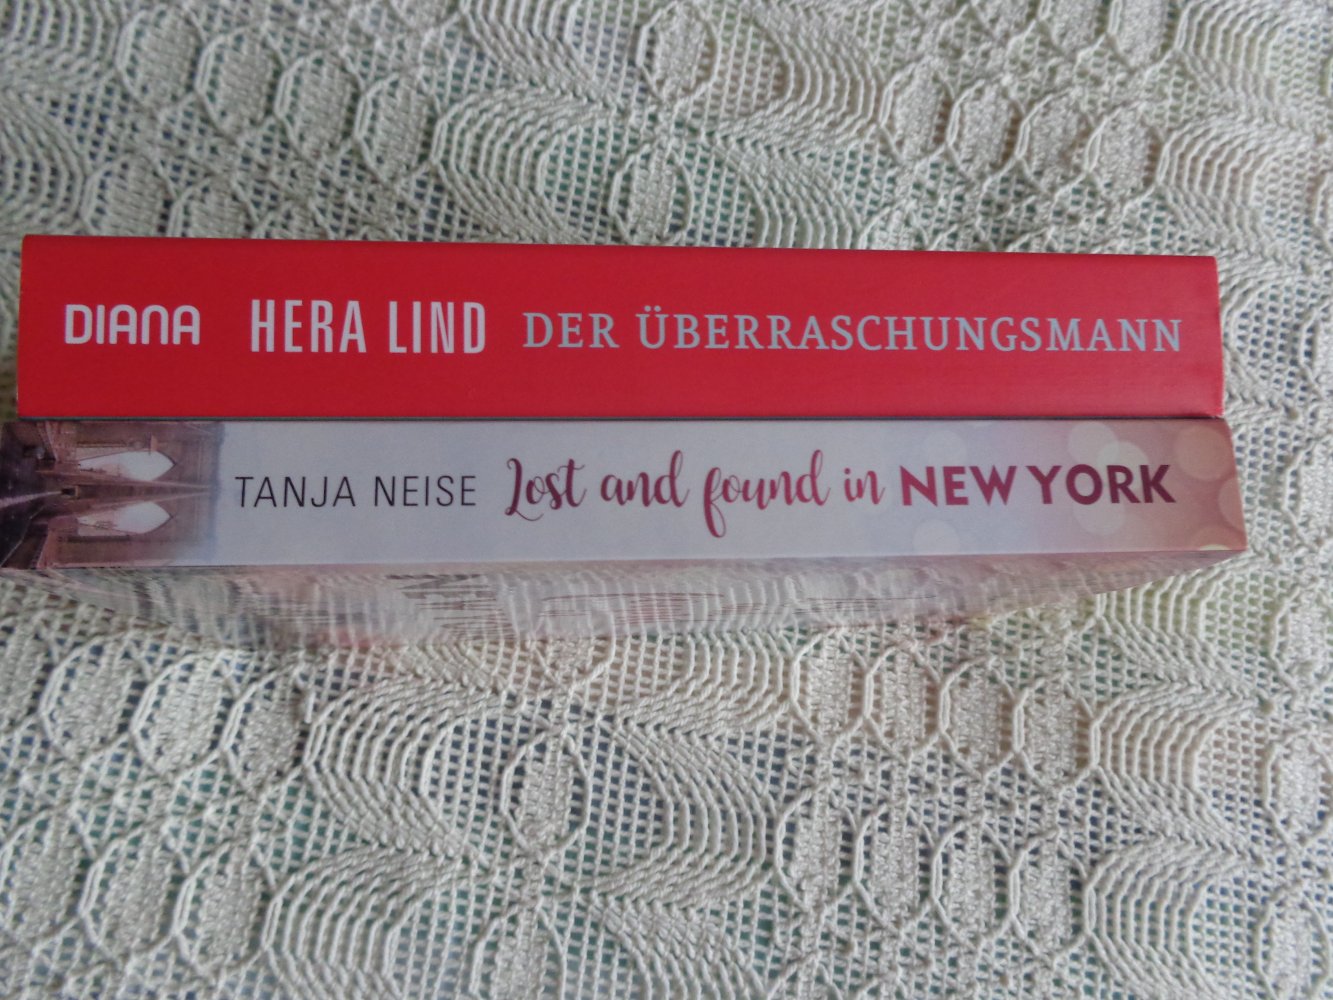 DIANA HERA LIND DER ÜBERRASCHUNGSMANN
TANJA NEISE Lost and found in NEW YORK